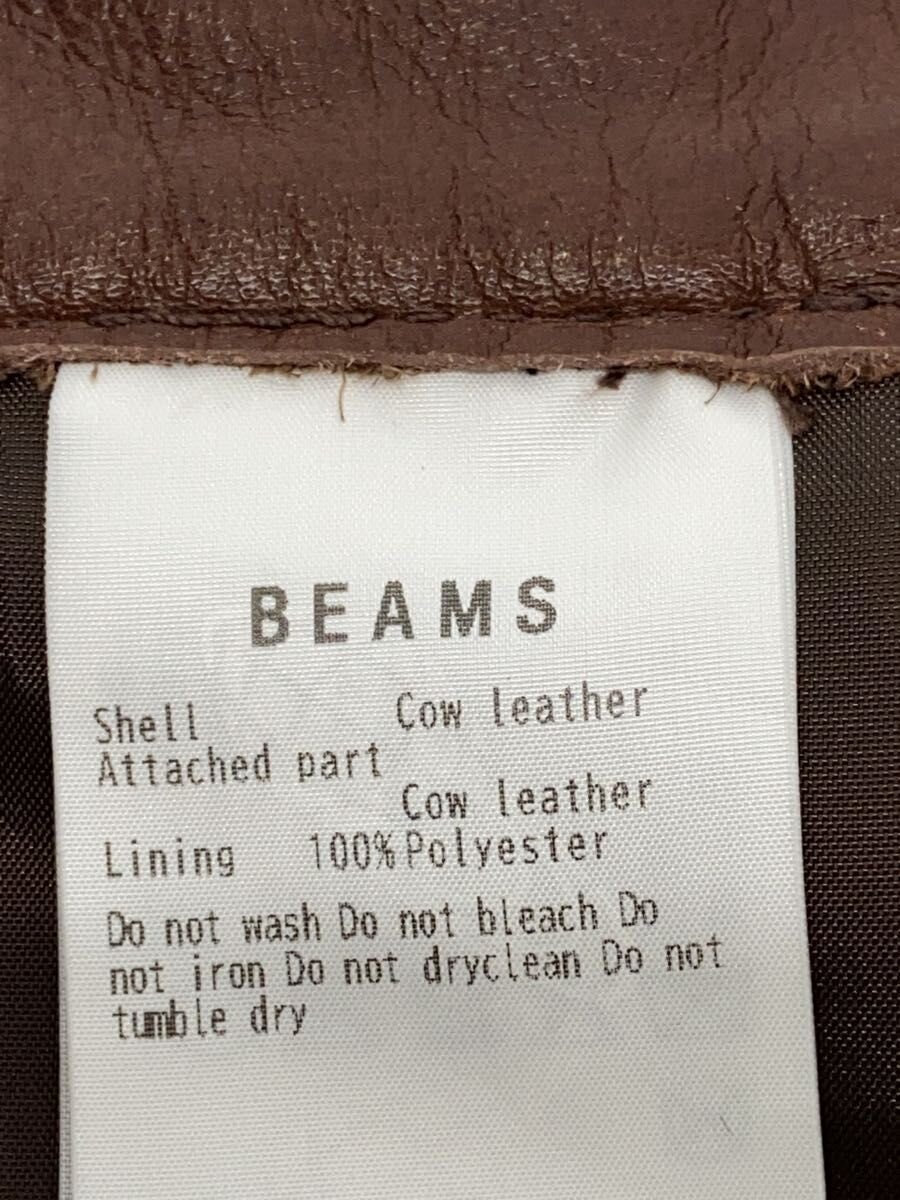 BEAMS
Shell Cow leather
Attached part
Cow leather
Lining 100%Polyester
Do not wash Do not bleach Do
not iron Do not dryclean Do not
tumble dry